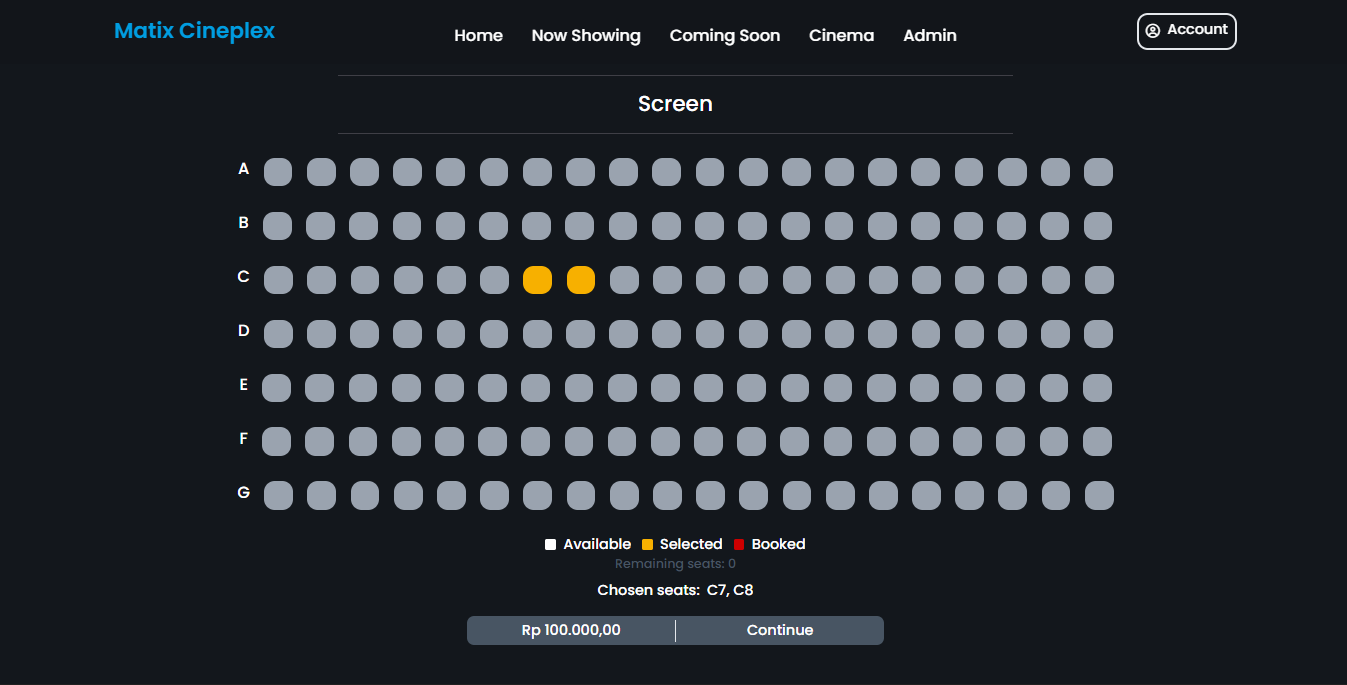 Matix Cineplex
Home Now Showing Coming Soon Cinema Admin
Account
Screen
A
B
C
D
E
F
G
Available Selected Booked
Remaining seats: 0
Chosen seats: C7, C8
Rp 100.000,00 Continue